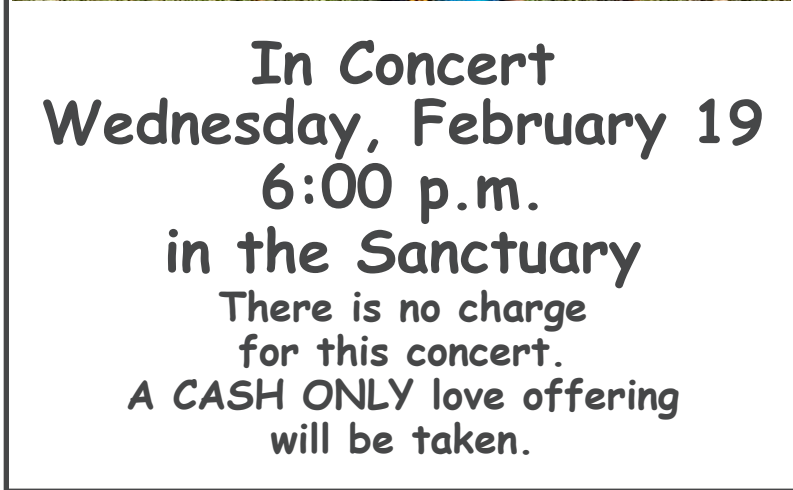 In Concert
Wednesday, February 19
6:00 p.m.
in the Sanctuary
There is no charge
for this concert.
A CASH ONLY love offering
will be taken.